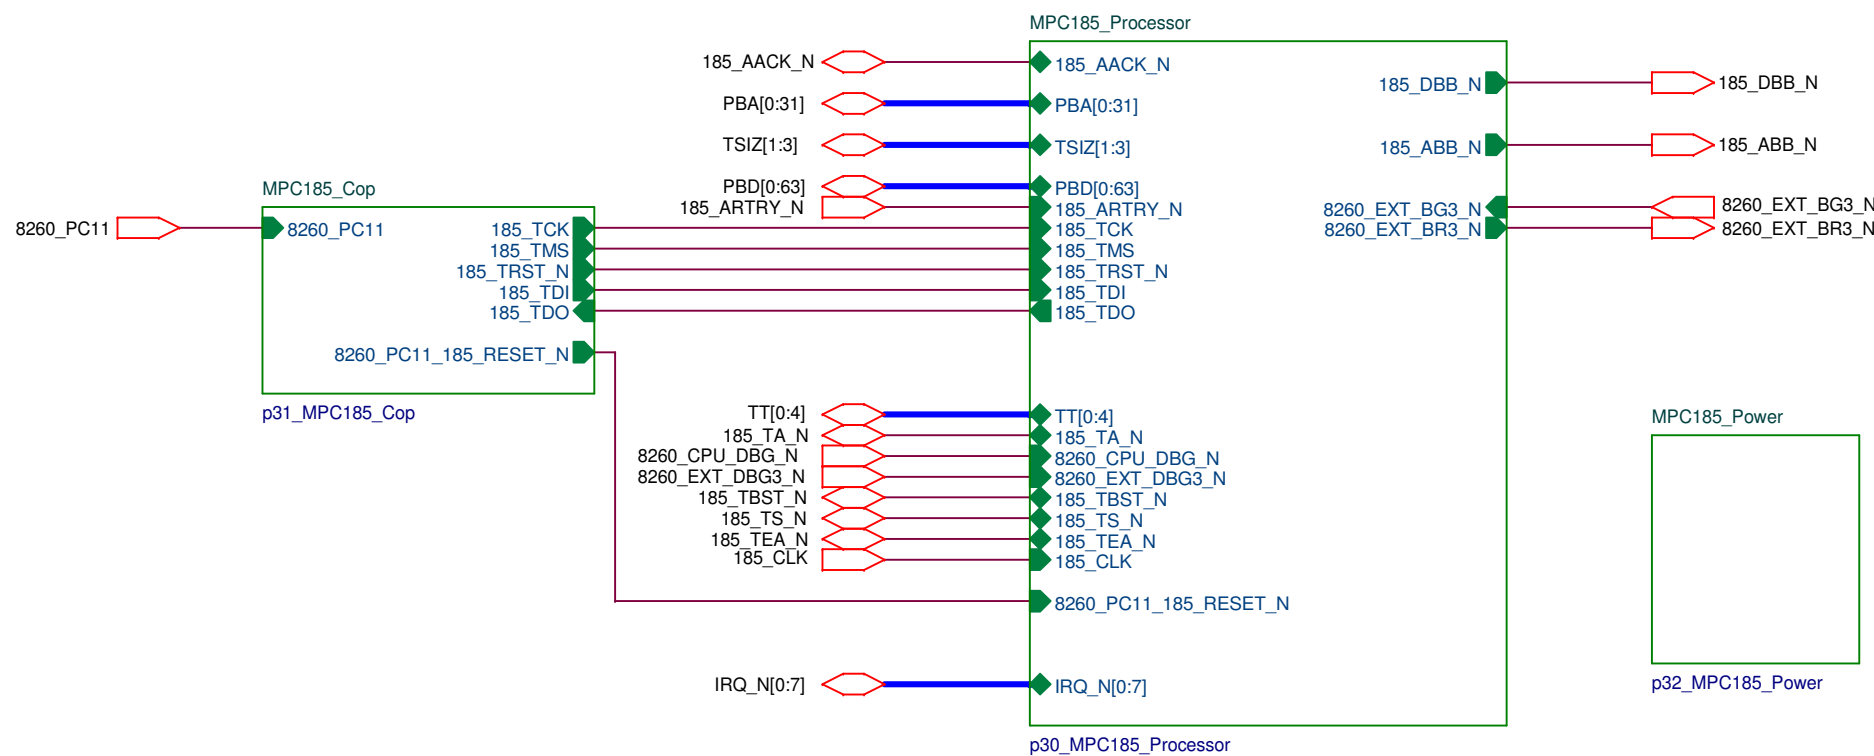 MPC185_Cop
8260_PC11
8260_PC11
185_TCK
185_TMS
185_TRST_N
185_TDI
185_TDO
8260_PC11_185_RESET_N
p31_MPC185_Cop
MPC185_Processor
185_AACK_N
185_AACK_N
PBA[0:31]
PBA[0:31]
TSIZ[1:3]
TSIZ[1:3]
PBD[0:63]
PBD[0:63]
185_ARTRY_N
185_ARTRY_N
185_TCK
185_TMS
185_TRST_N
185_TDI
185_TDO
TT[0:4]
TT[0:4]
185_TA_N
185_TA_N
8260_CPU_DBG_N
8260_CPU_DBG_N
8260_EXT_DBG3_N
8260_EXT_DBG3_N
185_TBST_N
185_TBST_N
185_TS_N
185_TS_N
185_TEA_N
185_TEA_N
185_CLK
185_CLK
8260_PC11_185_RESET_N
IRQ_N[0:7]
IRQ_N[0:7]
185_DBB_N
185_DBB_N
185_ABB_N
185_ABB_N
8260_EXT_BG3_N
8260_EXT_BG3_N
8260_EXT_BR3_N
8260_EXT_BR3_N
p30_MPC185_Processor
MPC185_Power
p32_MPC185_Power